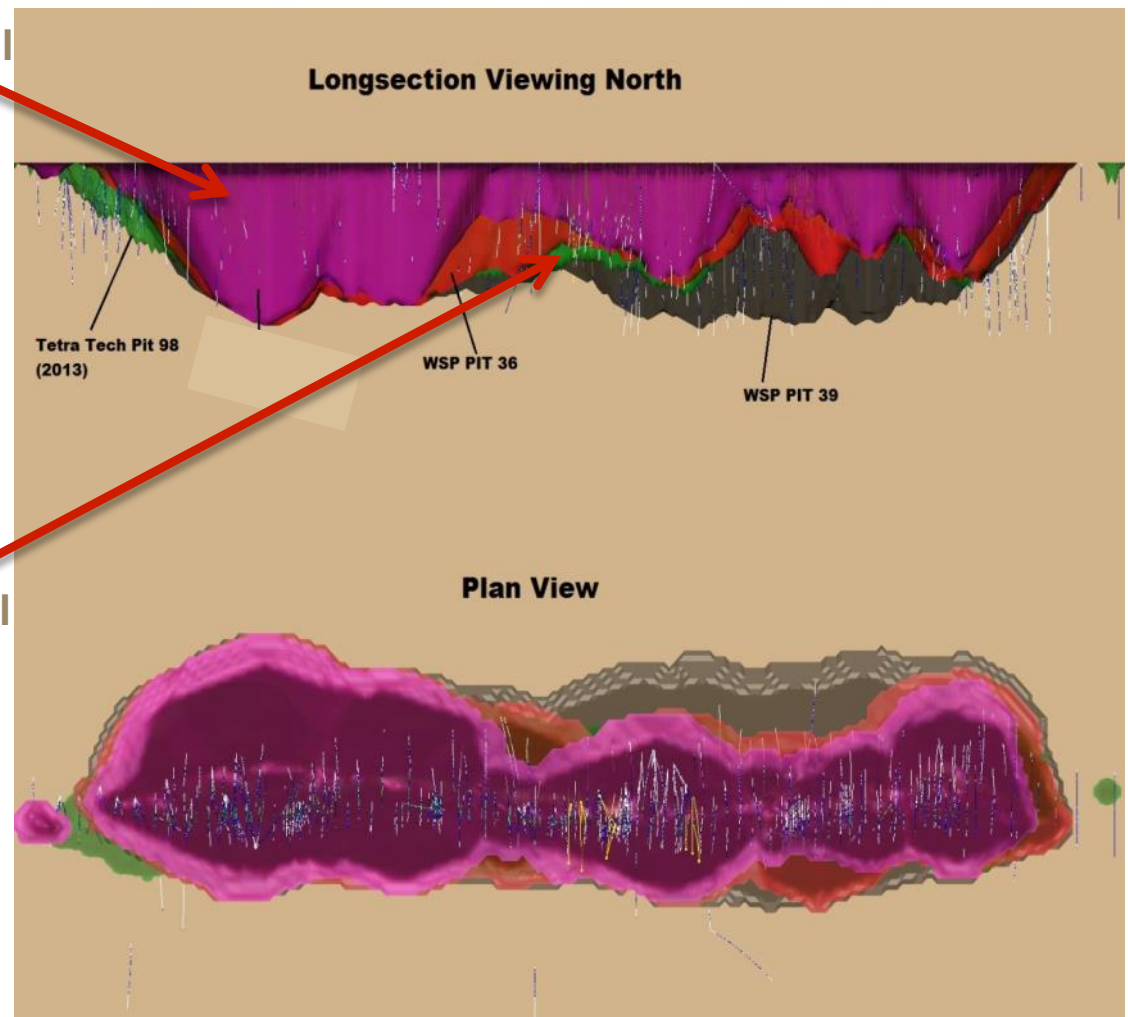 Longsection Viewing North
Tetra Tech Pit 98
(2013)
WSP PIT 36
WSP PIT 39
Plan View